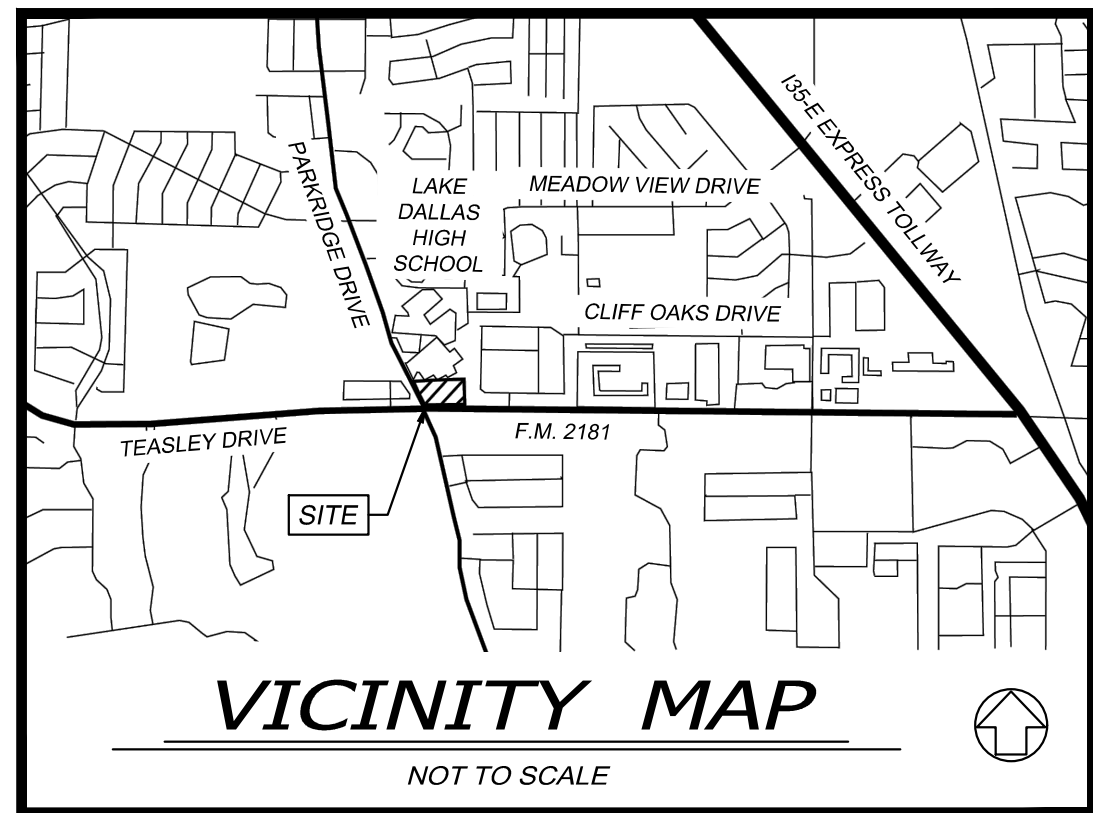 I35-E EXPRESS TOLLWAY
PARKRIDGE DRIVE
LAKE
DALLAS
HIGH
SCHOOL
MEADOW VIEW DRIVE
CLIFF OAKS DRIVE
TEASLEY DRIVE
F.M. 2181
SITE
VICINITY MAP
NOT TO SCALE